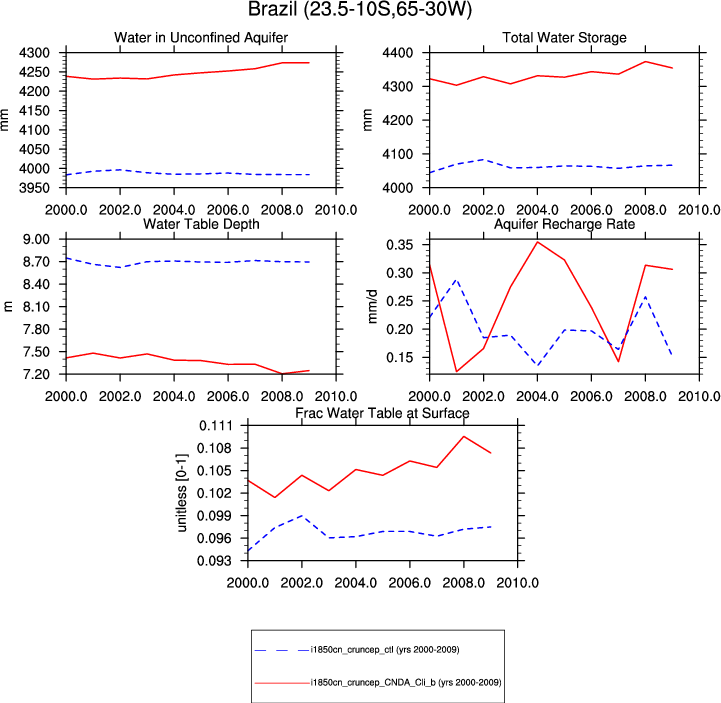 Brazil (23.5-10S,65-30W)
Water in Unconfined Aquifer
Total Water Storage
mm
4300
4250
4200
4150
4100
4050
4000
3950
2000.0 2002.0 2004.0 2006.0 2008.0 2010.0
mm
4400
4300
4200
4100
4000
2000.0 2002.0 2004.0 2006.0 2008.0 2010.0
Water Table Depth
Aquifer Recharge Rate
m
9.00
8.70
8.40
8.10
7.80
7.50
7.20
2000.0 2002.0 2004.0 2006.0 2008.0 2010.0
mm/d
0.35
0.30
0.25
0.20
0.15
2000.0 2002.0 2004.0 2006.0 2008.0 2010.0
Frac Water Table at Surface
unitless [0-1]
0.111
0.108
0.105
0.102
0.099
0.096
0.093
2000.0 2002.0 2004.0 2006.0 2008.0 2010.0
i1850cn_cruncep_ctl (yrs 2000-2009)
i1850cn_cruncep_CNDA_Cli_b (yrs 2000-2009)